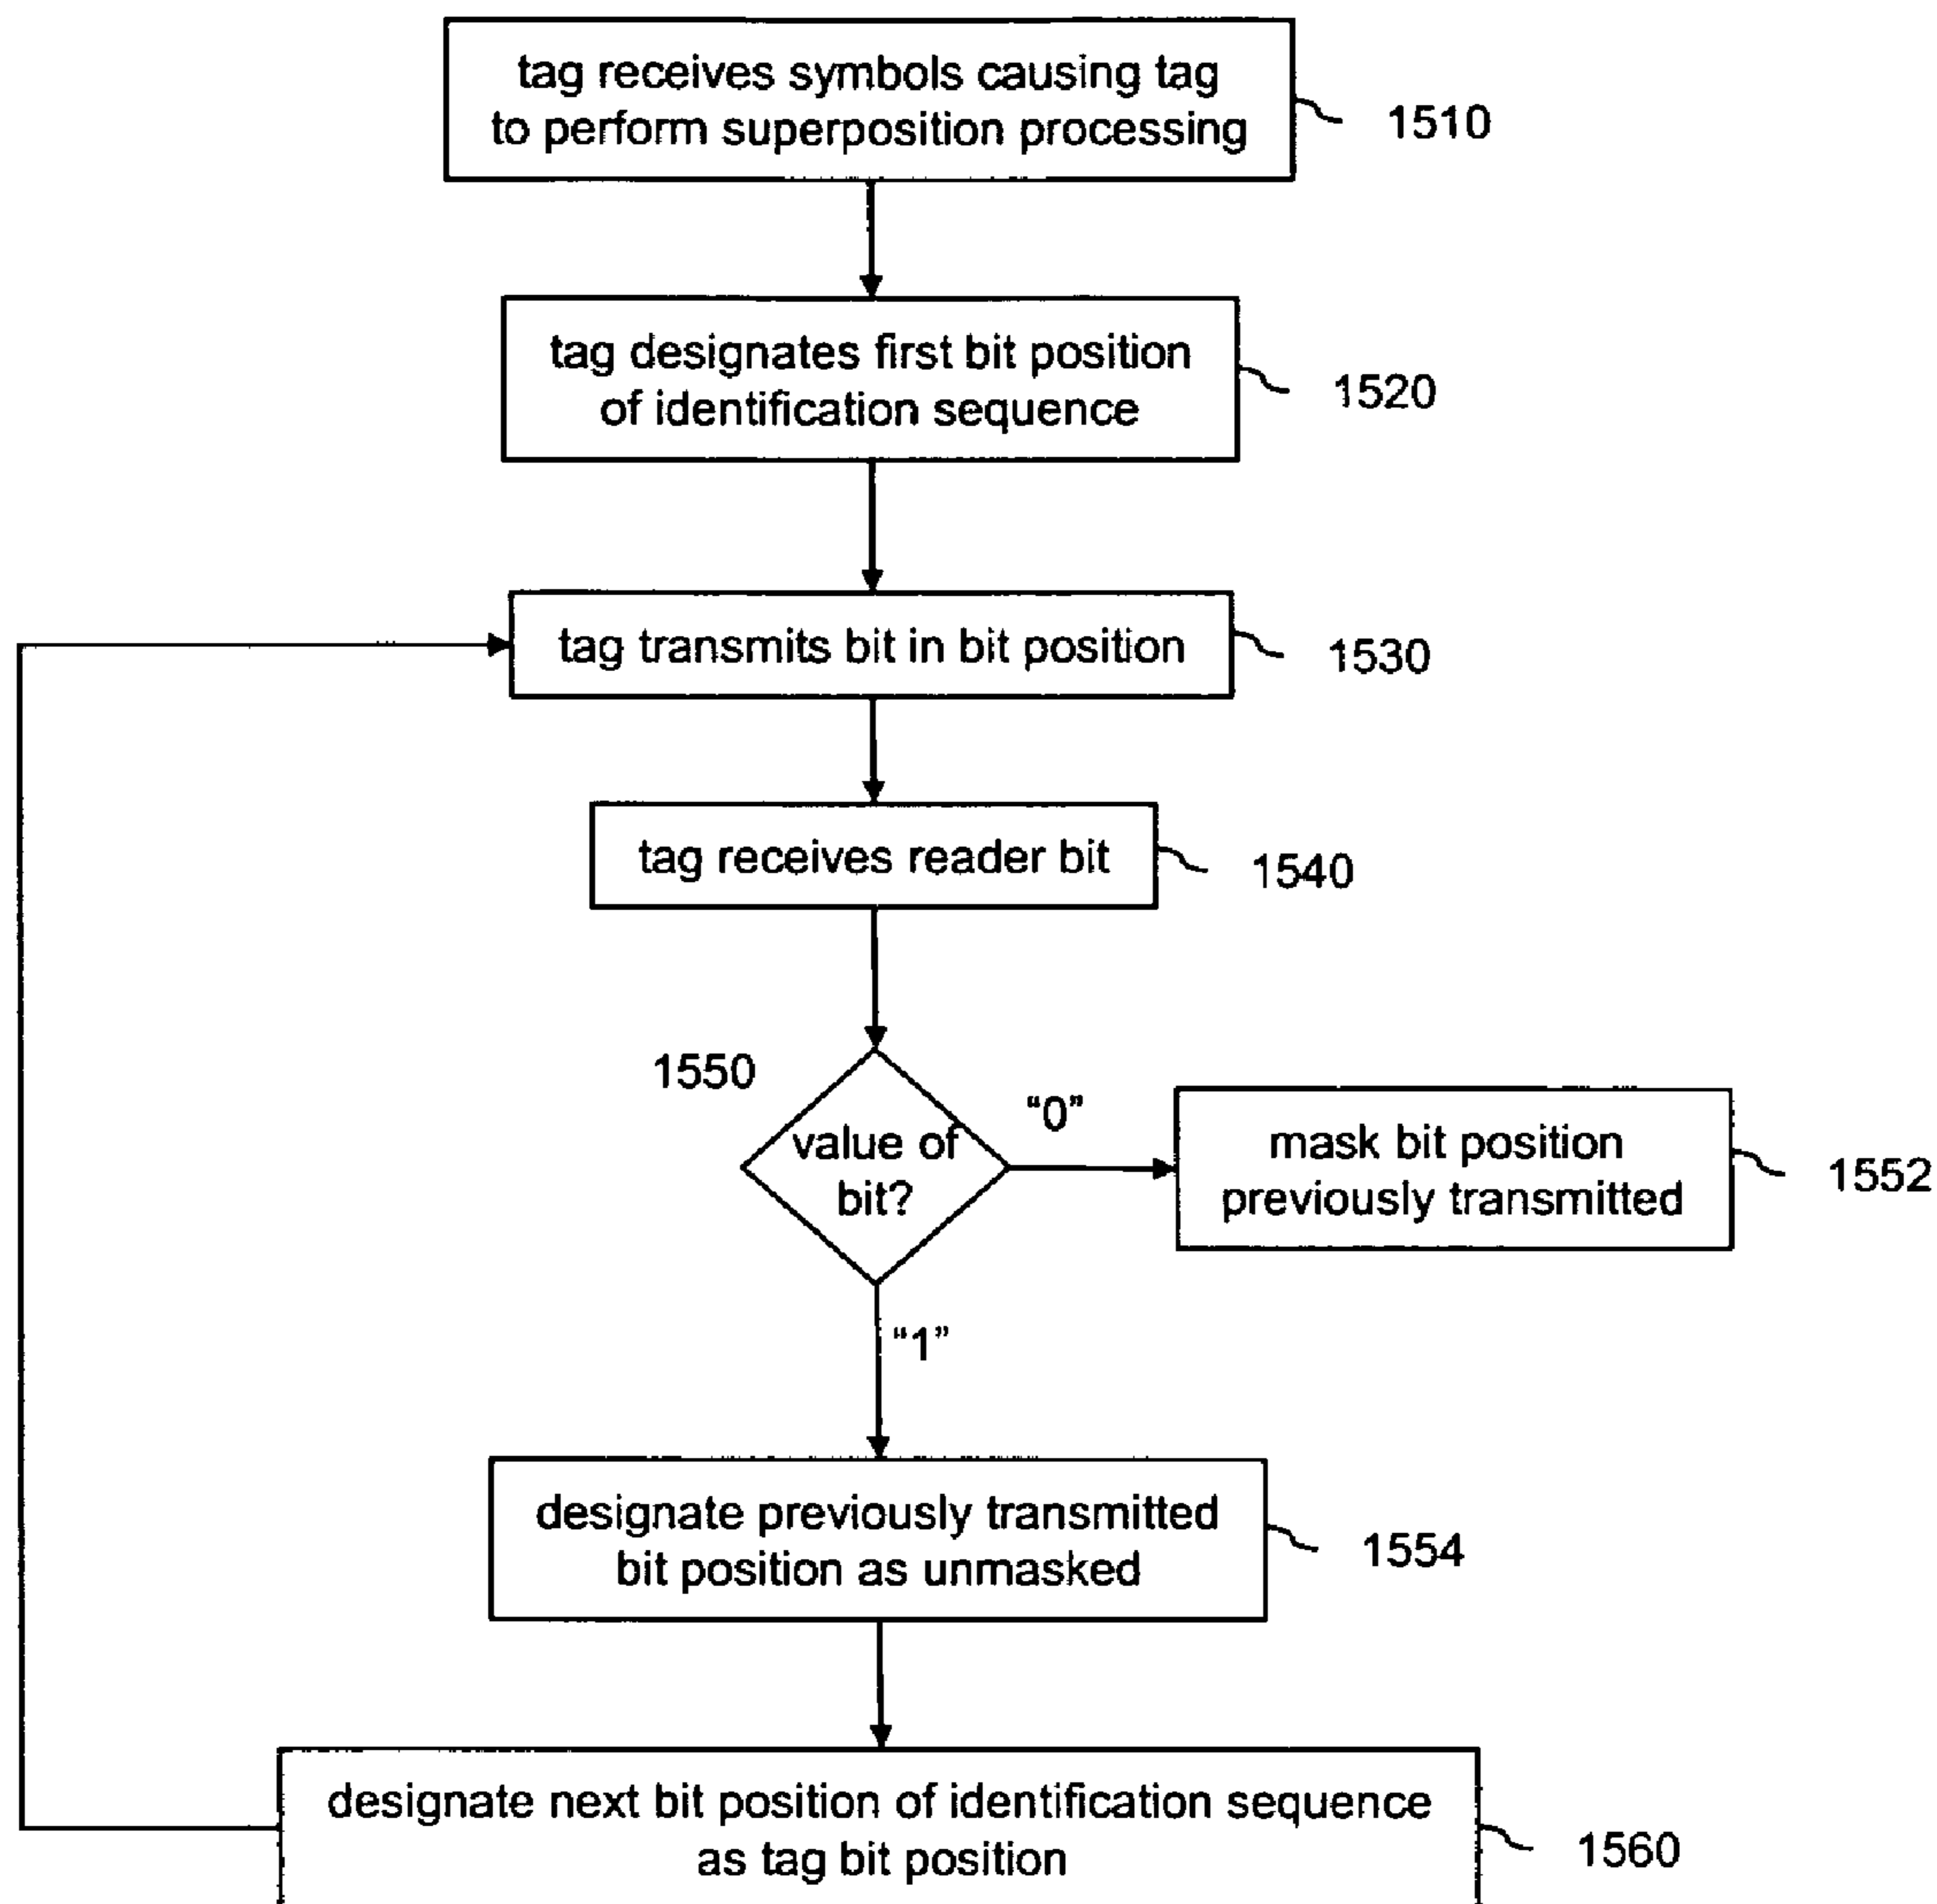 tag receives symbols causing tag
to perform superposition processing
1510
tag designates first bit position
of identification sequence
1520
tag transmits bit in bit position
1530
tag receives reader bit
1540
1550
value of
bit?
“0”
mask bit position
previously transmitted
1552
“1”
designate previously transmitted
bit position as unmasked
1554
designate next bit position of identification sequence
as tag bit position
1560